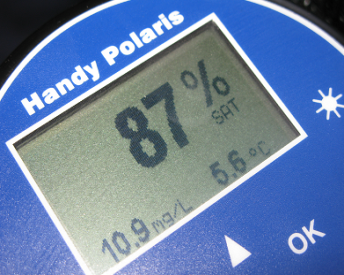 Handy Polaris
87% SAT
10.9 mg/L 5.6 °C
OK